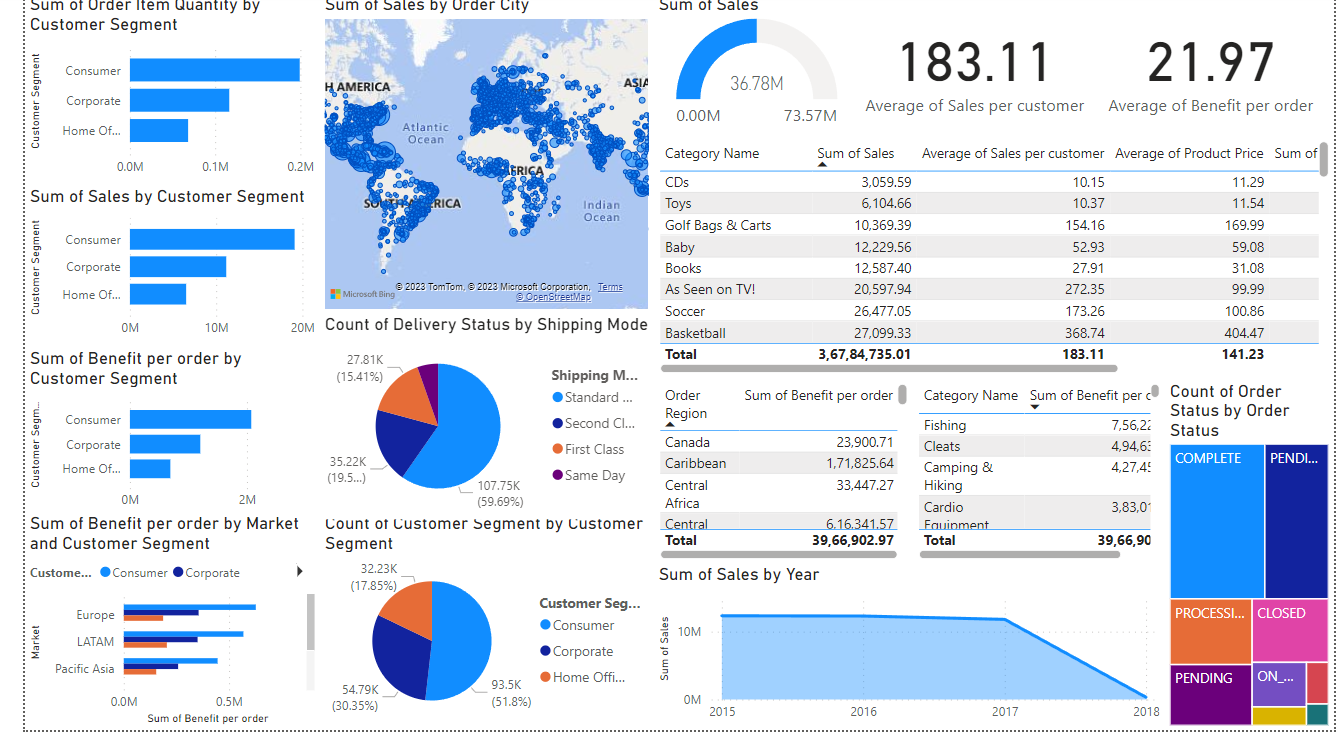 Sum of Order Item Quantity by
Customer Segment
Customer Segment
Consumer
Corporate
Home Of...
0.0M
0.1M
0.2M
Sum of Sales by Customer Segment
Customer Segment
Consumer
Corporate
Home Of...
0M
10M
20M
Sum of Benefit per order by
Customer Segment
Customer Segm...
Consumer
Corporate
Home Of...
0M
2M
Sum of Benefit per order by Market
and Customer Segment
Custome...
Consumer
Corporate
Market
Europe
LATAM
Pacific Asia
0.0M
0.5M
Sum of Benefit per order
Sum of Sales by Order City
H AMERICA
ASIA
Atlantic
Ocean
AFRICA
SOUTH AMERICA
Indian
Ocean
© 2023 TomTom, © 2023 Microsoft Corporation, Terms
Microsoft Bing
© OpenStreetMap
Count of Delivery Status by Shipping Mode
27.81K
(15.41%)
35.22K
(19.5...)
107.75K
(59.69%)
Shipping M...
Standard ...
Second Cl...
First Class
Same Day
Count of Customer Segment by Customer
Segment
32.23K
(17.85%)
54.79K
(30.35%)
93.5K
(51.8%)
Customer Seg...
Consumer
Corporate
Home Offi...
Sum of Sales
36.78M
0.00M
73.57M
183.11
Average of Sales per customer
21.97
Average of Benefit per order
Category Name Sum of Sales Average of Sales per customer Average of Product Price Sum of
CDs 3,059.59 10.15 11.29
Toys 6,104.66 10.37 11.54
Golf Bags & Carts 10,369.39 154.16 169.99
Baby 12,229.56 52.93 59.08
Books 12,587.40 27.91 31.08
As Seen on TV! 20,597.94 272.35 99.99
Soccer 26,477.05 173.26 100.86
Basketball 27,099.33 368.74 404.47
Total 3,67,84,735.01 183.11 141.23
Order
Region
Sum of Benefit per order
Canada 23,900.71
Caribbean 1,71,825.64
Central
Africa
33,447.27
Central 6,16,341.57
Total 39,66,902.97
Category Name Sum of Benefit per
Fishing 7,56,22
Cleats 4,94,63
Camping &
Hiking
4,27,45
Cardio
Equipment
3,83,01
Total 39,66,90
Count of Order
Status by Order
Status
COMPLETE
PENDI...
PROCESSI...
CLOSED
PENDING
ON_...
Sum of Sales by Year
Sum of Sales
10M
0M
2015
2016
2017
2018